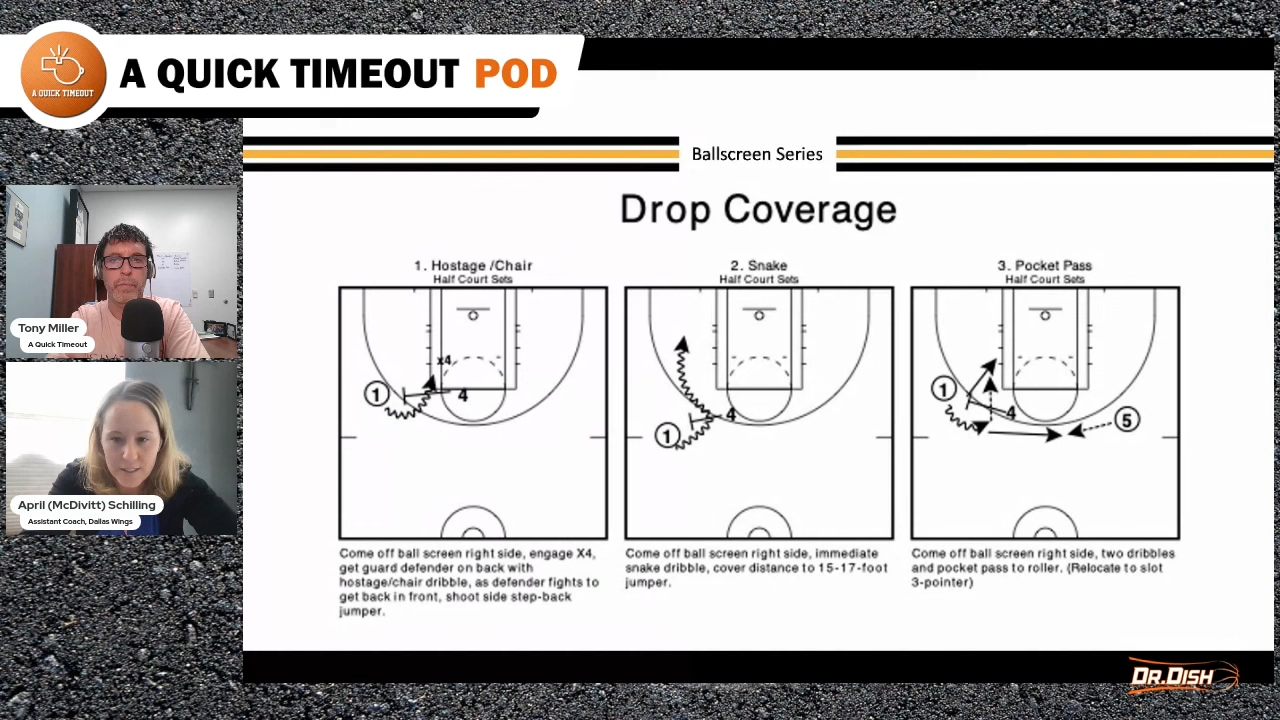 A QUICK TIMEOUT POD
A QUICK TIMEOUT
Ballscreen Series
Drop Coverage
1. Hostage /Chair
Half Court Sets
x4
1
4
Come off ball screen right side, engage X4,
get guard defender on back with
hostage/chair dribble, as defender fights to
get back in front, shoot side step-back
jumper.
2. Snake
Half Court Sets
4
1
Come off ball screen right side, immediate
snake dribble, cover distance to 15-17-foot
jumper.
3. Pocket Pass
Half Court Sets
1
4
5
Come off ball screen right side, two dribbles
and pocket pass to roller. (Relocate to slot
3-pointer)
Tony Miller
A Quick Timeout
April (McDivitt) Schilling
Assistant Coach, Dallas Wings
DR.DISH